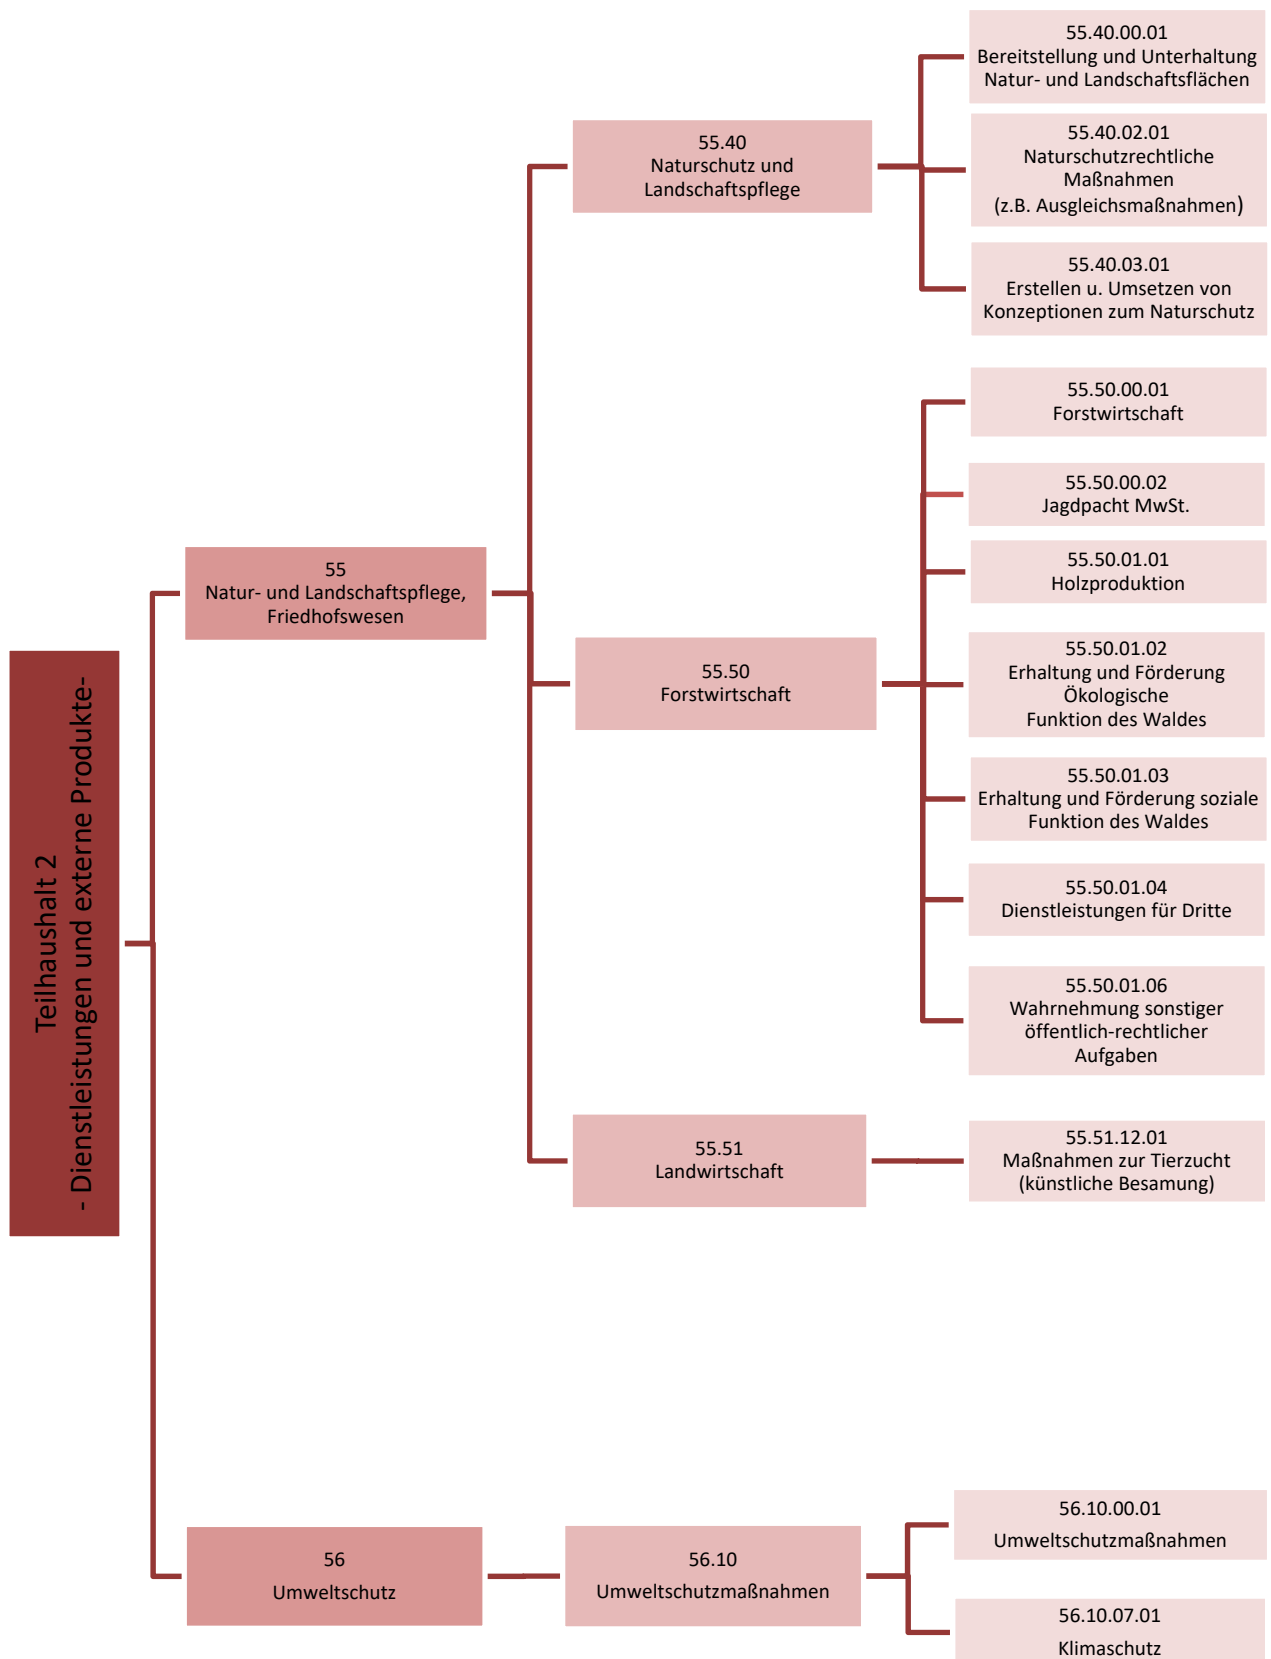 Teilhaushalt 2
- Dienstleistungen und externe Produkte-
55
Natur- und Landschaftspflege,
Friedhofswesen
55.40
Naturschutz und
Landschaftspflege
55.40.00.01
Bereitstellung und Unterhaltung
Natur- und Landschaftsflächen
55.40.02.01
Naturschutzrechtliche
Maßnahmen
(z.B. Ausgleichsmaßnahmen)
55.40.03.01
Erstellen u. Umsetzen von
Konzeptionen zum Naturschutz
55.50
Forstwirtschaft
55.50.00.01
Forstwirtschaft
55.50.00.02
Jagdpacht MwSt.
55.50.01.01
Holzproduktion
55.50.01.02
Erhaltung und Förderung
Ökologische
Funktion des Waldes
55.50.01.03
Erhaltung und Förderung soziale
Funktion des Waldes
55.50.01.04
Dienstleistungen für Dritte
55.50.01.06
Wahrnehmung sonstiger
öffentlich-rechtlicher
Aufgaben
55.51
Landwirtschaft
55.51.12.01
Maßnahmen zur Tierzucht
(künstliche Besamung)
56
Umweltschutz
56.10
Umweltschutzmaßnahmen
56.10.00.01
Umweltschutzmaßnahmen
56.10.07.01
Klimaschutz